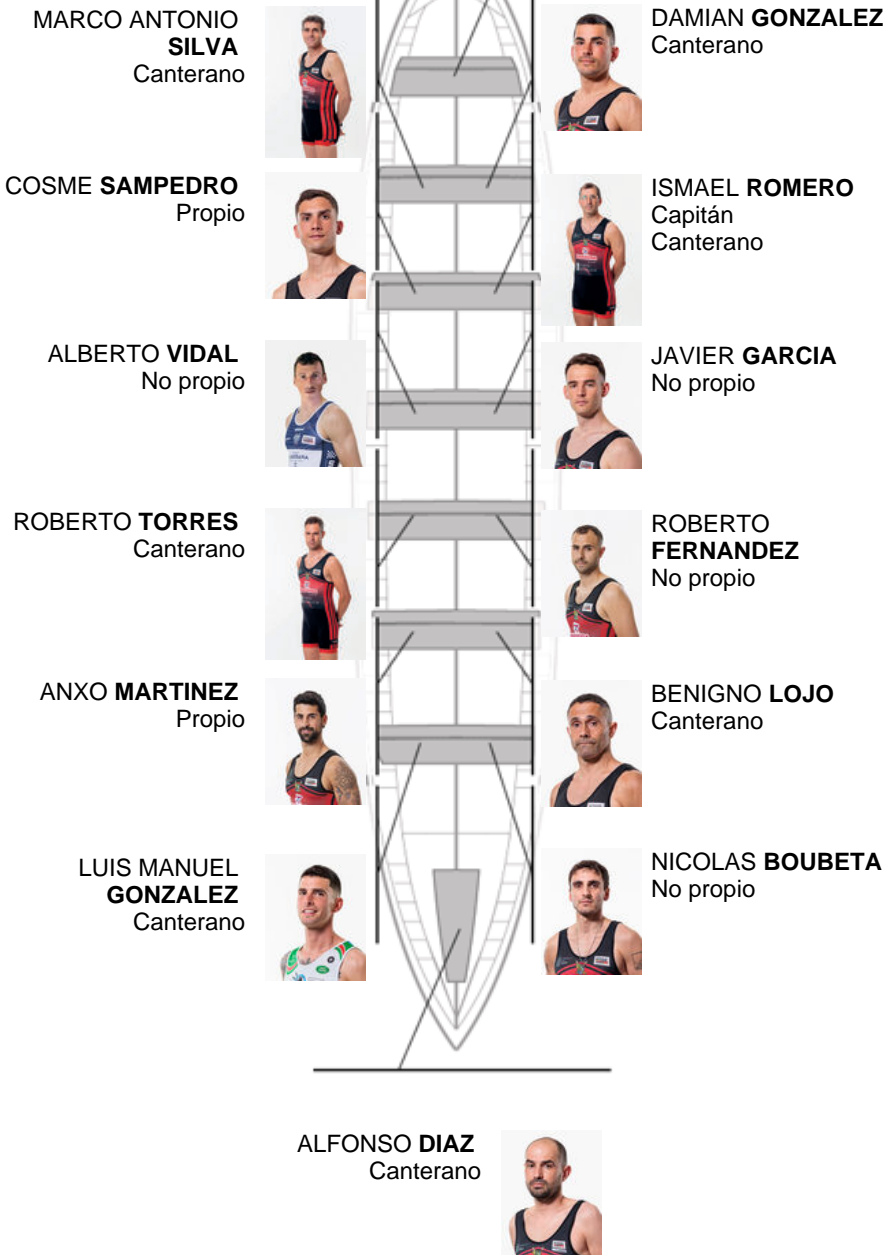 MARCO ANTONIO
SILVA
Canterano
DAMIAN GONZALEZ
Canterano
COSME SAMPEDRO
Propio
ISMAEL ROMERO
Capitán
Canterano
ALBERTO VIDAL
No propio
JAVIER GARCIA
No propio
ROBERTO TORRES
Canterano
ROBERTO
FERNANDEZ
No propio
ANXO MARTINEZ
Propio
BENIGNO LOJO
Canterano
LUIS MANUEL
GONZALEZ
Canterano
NICOLAS BOUBETA
No propio
ALFONSO DIAZ
Canterano